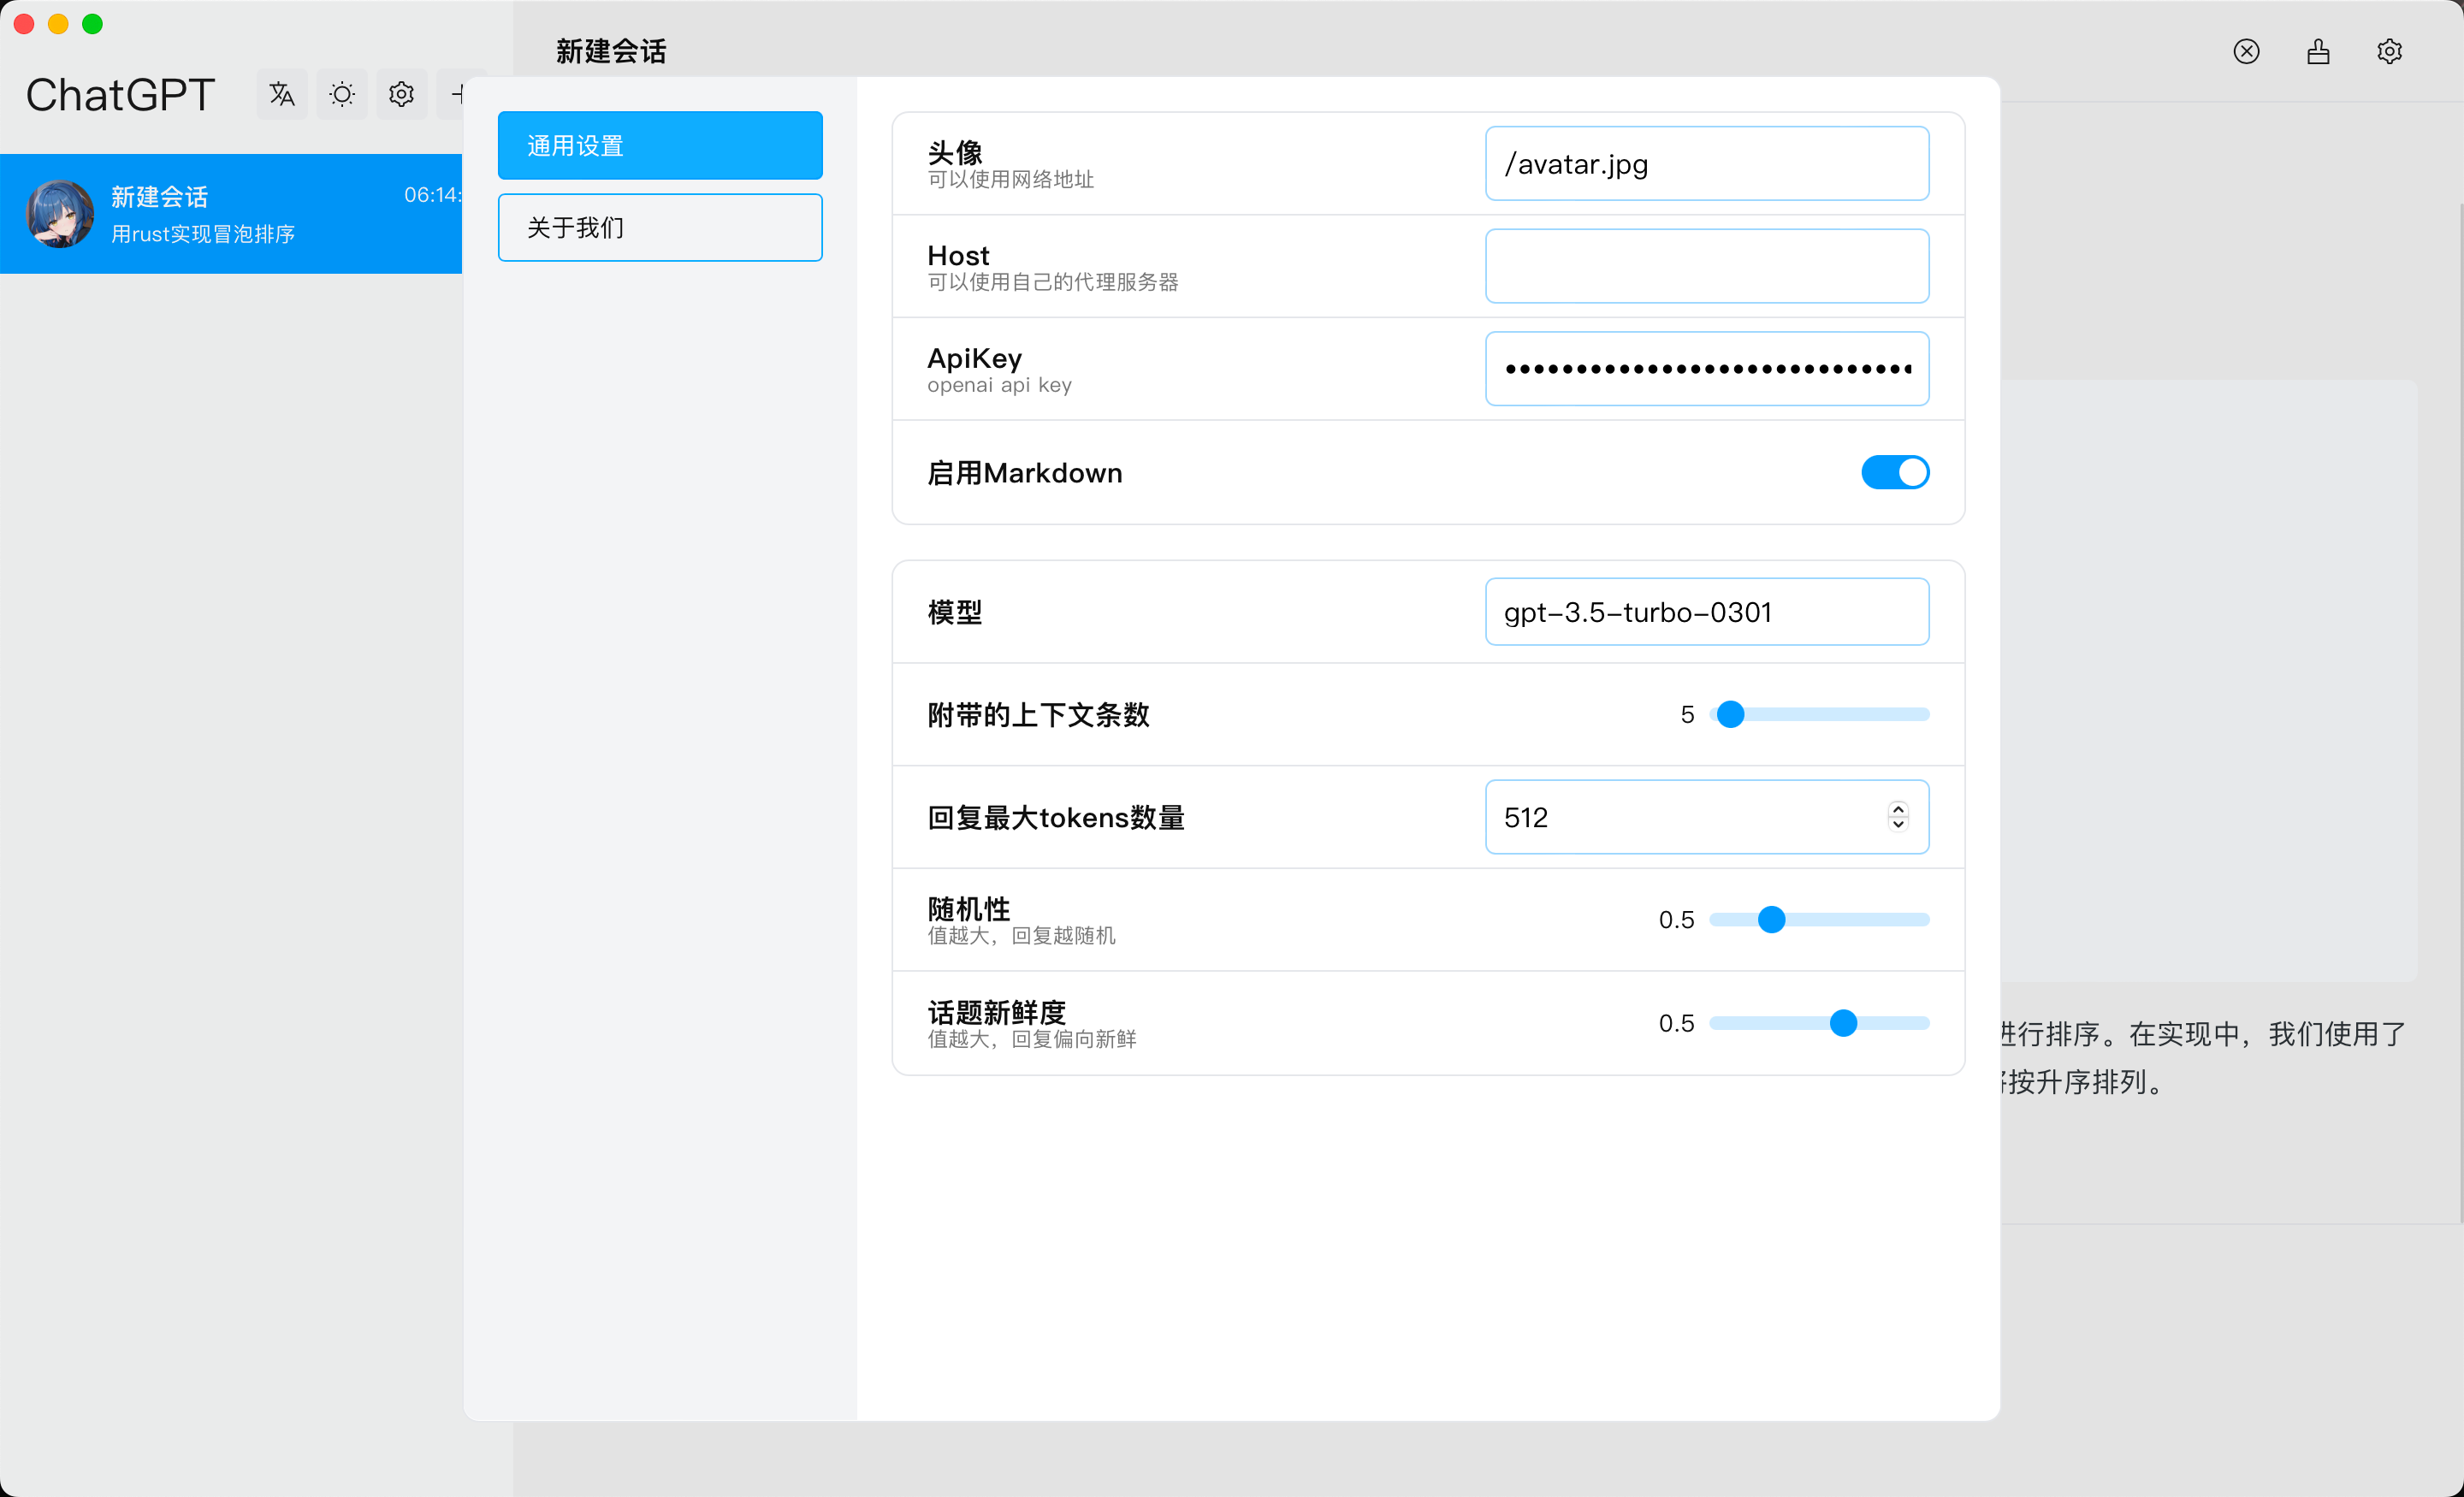 ChatGPT
新建会话
06:14:
用rust实现冒泡排序
新建会话
通用设置
关于我们
头像
可以使用网络地址
/avatar.jpg
Host
可以使用自己的代理服务器
ApiKey
openai api key
启用Markdown
模型
gpt-3.5-turbo-0301
附带的上下文条数
5
回复最大tokens数量
512
随机性
值越大，回复越随机
0.5
话题新鲜度
值越大，回复偏向新鲜
0.5
进行排序。在实现中，我们使用了
按升序排列。